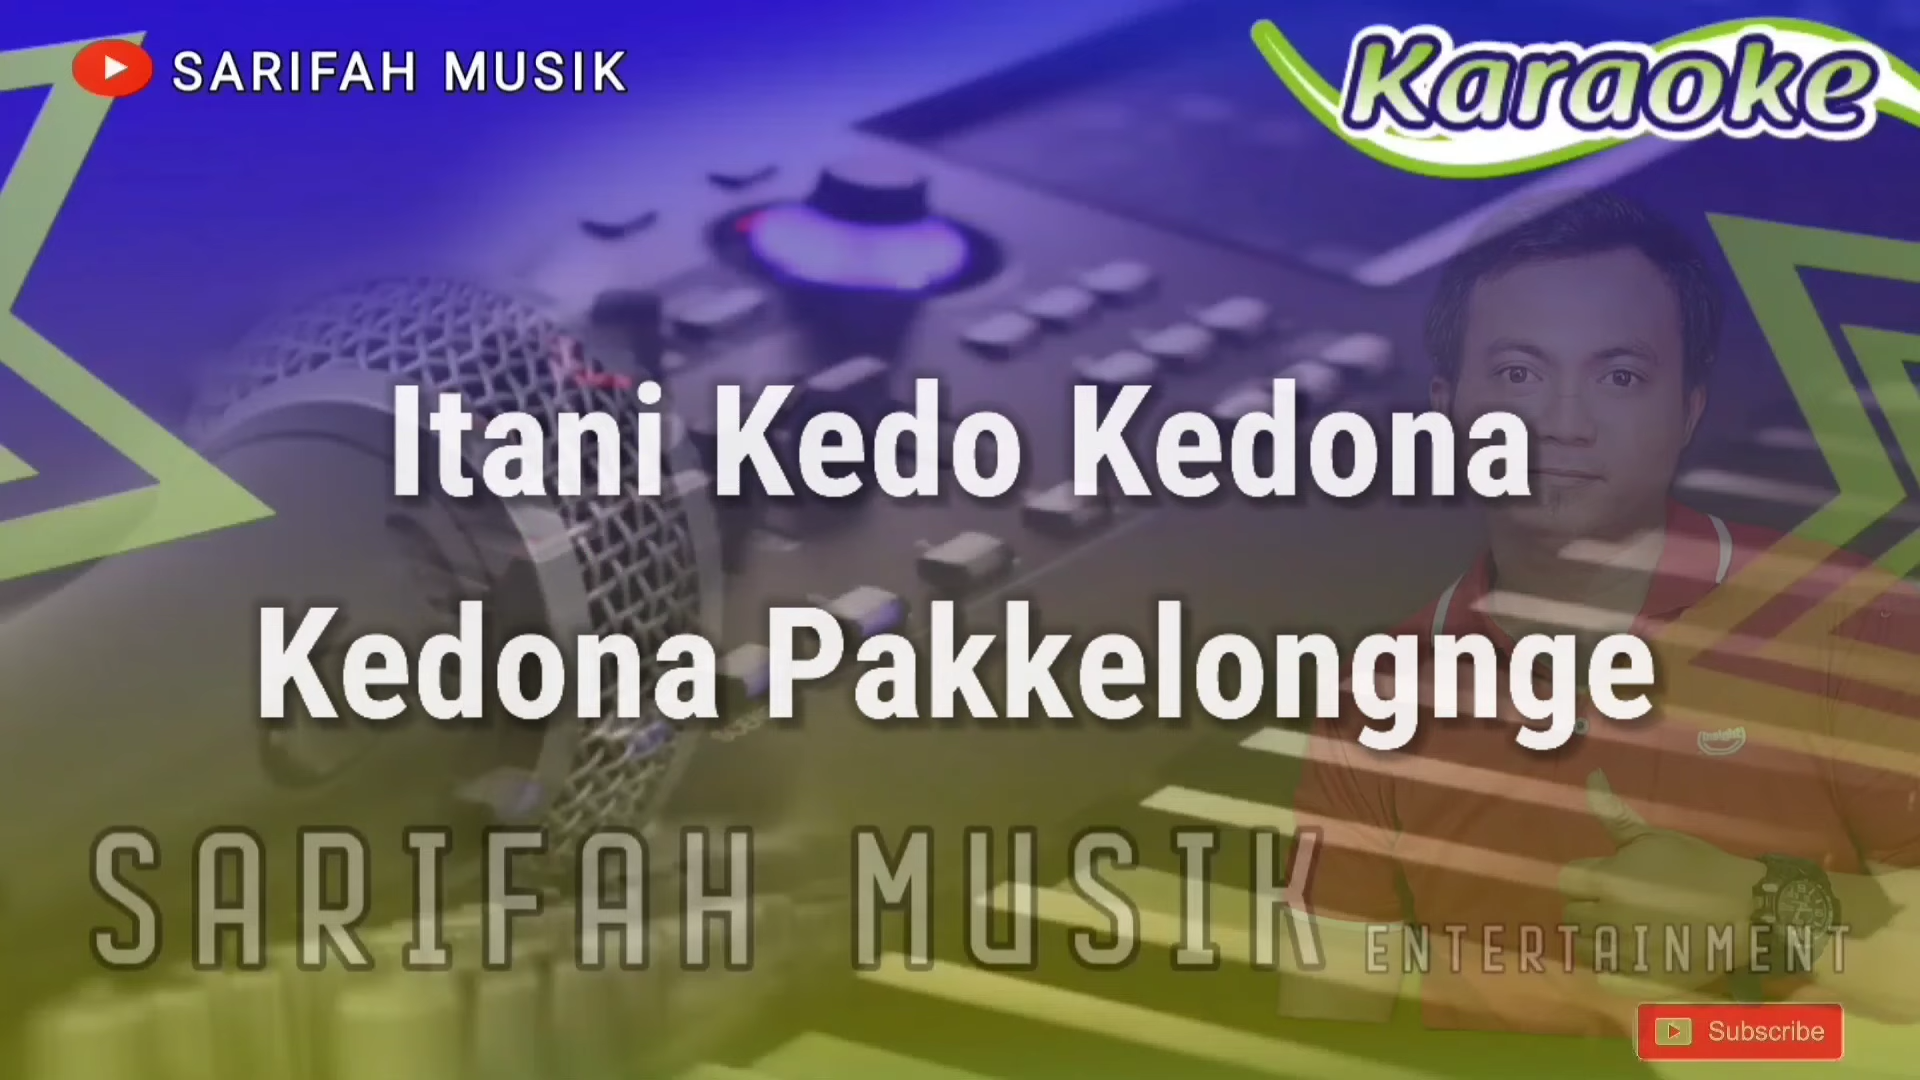 SARIFAH MUSIK
Karaoke
Itani Kedo Kedona
Kedona Pakkelongnge
SARIFAH MUSIK
ENTERTAINMENT
Subscribe